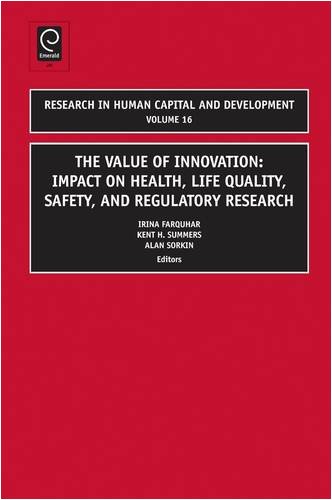 Emerald
RESEARCH IN HUMAN CAPITAL AND DEVELOPMENT
VOLUME 16
THE VALUE OF INNOVATION:
IMPACT ON HEALTH, LIFE QUALITY,
SAFETY, AND REGULATORY RESEARCH
IRINA FARQUHAR
KENT H. SUMMERS
ALAN SORKIN
Editors